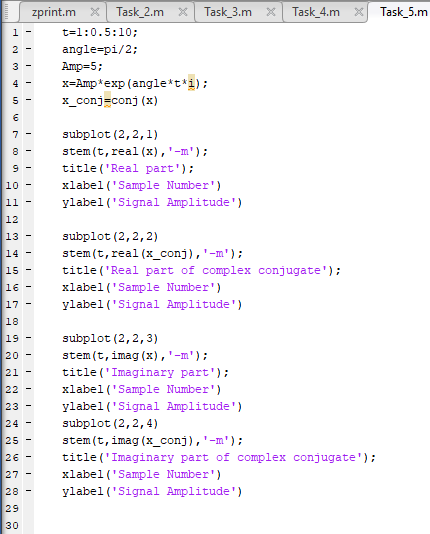 zprint.m × Task_2.m × Task_3.m × Task_4.m × Task_5.m
1 - t=1:0.5:10;
2 - angle=pi/2;
3 - Amp=5;
4 - x=Amp*exp(angle*t*i);
5 - x_conj=conj(x)
6
7 - subplot(2,2,1)
8 - stem(t,real(x),'-m');
9 - title('Real part');
10 - xlabel('Sample Number')
11 - ylabel('Signal Amplitude')
12
13 - subplot(2,2,2)
14 - stem(t,real(x_conj),'-m');
15 - title('Real part of complex conjugate');
16 - xlabel('Sample Number')
17 - ylabel('Signal Amplitude')
18
19 - subplot(2,2,3)
20 - stem(t,imag(x),'-m');
21 - title('Imaginary part');
22 - xlabel('Sample Number')
23 - ylabel('Signal Amplitude')
24 - subplot(2,2,4)
25 - stem(t,imag(x_conj),'-m');
26 - title('Imaginary part of complex conjugate');
27 - xlabel('Sample Number')
28 - ylabel('Signal Amplitude')
29
30